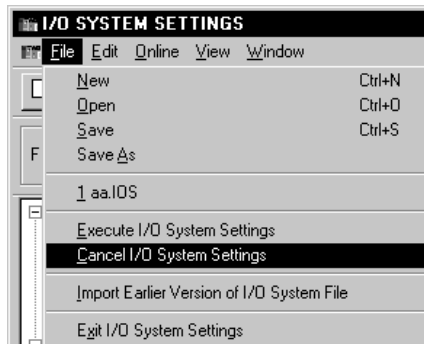 I/O SYSTEM SETTINGS
File Edit Online View Window
New Ctrl+N
Open Ctrl+O
Save Ctrl+S
Save As
F
1 aa.IOS
Execute I/O System Settings
Cancel I/O System Settings
Import Earlier Version of I/O System File
Exit I/O System Settings